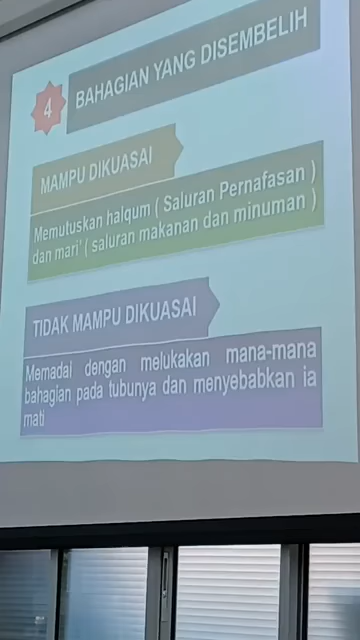 4
BAHAGIAN YANG DISEMBELIH
MAMPU DIKUASAI
Memutuskan halqum ( Saluran Pernafasan )
dan mari' ( saluran makanan dan minuman )
TIDAK MAMPU DIKUASAI
Memadai dengan melukakan mana-mana
bahagian pada tubunya dan menyebabkan ia
mati